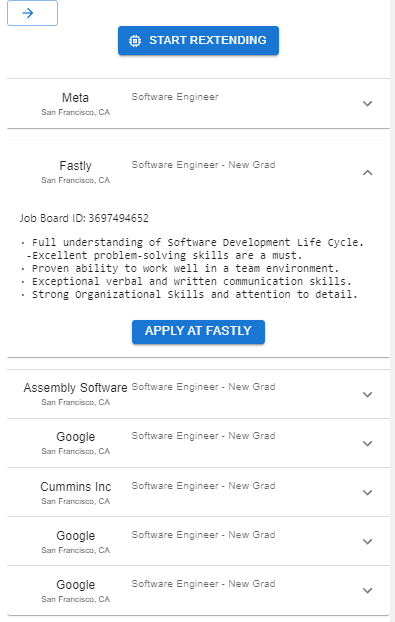 START REXTENDING
Meta
Software Engineer
San Francisco, CA
Fastly
Software Engineer - New Grad
San Francisco, CA
Job Board ID: 3697494652
· Full understanding of Software Development Life Cycle.
-Excellent problem-solving skills are a must.
· Proven ability to work well in a team environment.
· Exceptional verbal and written communication skills.
· Strong Organizational Skills and attention to detail.
APPLY AT FASTLY
Assembly Software
Software Engineer - New Grad
San Francisco, CA
Google
Software Engineer - New Grad
San Francisco, CA
Cummins Inc
Software Engineer - New Grad
San Francisco, CA
Google
Software Engineer - New Grad
San Francisco, CA
Google
Software Engineer - New Grad
San Francisco, CA